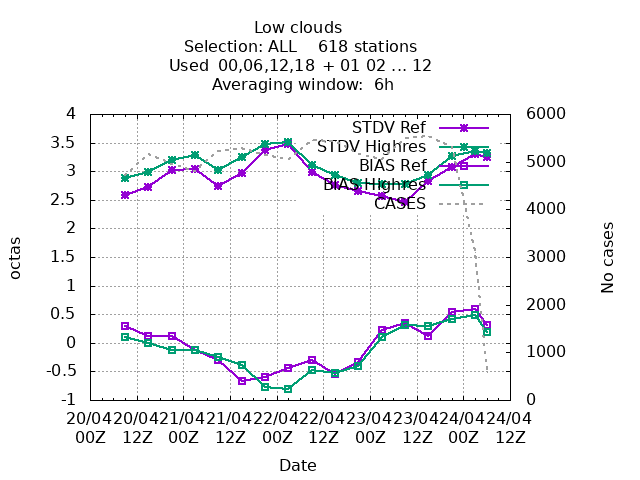 Low clouds
Selection: ALL    618 stations
Used  00,06,12,18 + 01 02 ... 12
Averaging window:  6h
4
3.5
3
2.5
2
1.5
1
0.5
0
-0.5
-1
6000
5000
4000
3000
2000
1000
0
STDV Ref
STDV Highres
BIAS Ref
BIAS Highres
CASES
octas
No cases
20/04 20/04 21/04 21/04 22/04 22/04 23/04 23/04 24/04 24/04
00Z 12Z 00Z 12Z 00Z 12Z 00Z 12Z 00Z 12Z
Date